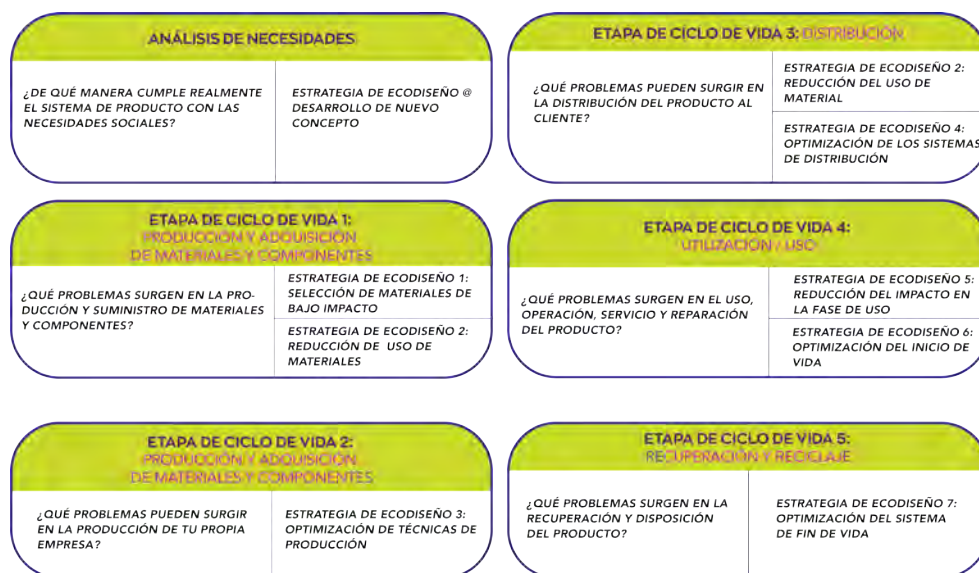 ANÁLISIS DE NECESIDADES
¿DE QUÉ MANERA CUMPLE REALMENTE
EL SISTEMA DE PRODUCTO CON LAS
NECESIDADES SOCIALES?
ESTRATEGIA DE ECODISEÑO @
DESARROLLO DE NUEVO
CONCEPTO
ETAPA DE CICLO DE VIDA 1:
PRODUCCIÓN Y ADQUISICIÓN
DE MATERIALES Y COMPONENTES
¿QUÉ PROBLEMAS SURGEN EN LA PRO-
DUCCIÓN Y SUMINISTRO DE MATERIALES
Y COMPONENTES?
ESTRATEGIA DE ECODISEÑO 1:
SELECCIÓN DE MATERIALES DE
BAJO IMPACTO
ESTRATEGIA DE ECODISEÑO 2:
REDUCCIÓN DE USO DE
MATERIALES
ETAPA DE CICLO DE VIDA 2:
PRODUCCIÓN Y ADQUISICIÓN
DE MATERIALES Y COMPONENTES
¿QUÉ PROBLEMAS PUEDEN SURGIR
EN LA PRODUCCIÓN DE TU PROPIA
EMPRESA?
ESTRATEGIA DE ECODISEÑO 3:
OPTIMIZACIÓN DE TÉCNICAS DE
PRODUCCIÓN
ETAPA DE CICLO DE VIDA 3: DISTRIBUCIÓN
¿QUÉ PROBLEMAS PUEDEN SURGIR EN
LA DISTRIBUCIÓN DEL PRODUCTO AL
CLIENTE?
ESTRATEGIA DE ECODISEÑO 2:
REDUCCIÓN DEL USO DE
MATERIAL
ESTRATEGIA DE ECODISEÑO 4:
OPTIMIZACIÓN DE LOS SISTEMAS
DE DISTRIBUCIÓN
ETAPA DE CICLO DE VIDA 4:
UTILIZACIÓN / USO
¿QUÉ PROBLEMAS SURGEN EN EL USO,
OPERACIÓN, SERVICIO Y REPARACIÓN
DEL PRODUCTO?
ESTRATEGIA DE ECODISEÑO 5:
REDUCCIÓN DEL IMPACTO EN
LA FASE DE USO
ESTRATEGIA DE ECODISEÑO 6:
OPTIMIZACIÓN DEL INICIO DE
VIDA
ETAPA DE CICLO DE VIDA 5:
RECUPERACIÓN Y RECICLAJE
¿QUÉ PROBLEMAS SURGEN EN LA
RECUPERACIÓN Y DISPOSICIÓN
DEL PRODUCTO?
ESTRATEGIA DE ECODISEÑO 7:
OPTIMIZACIÓN DEL SISTEMA
DE FIN DE VIDA